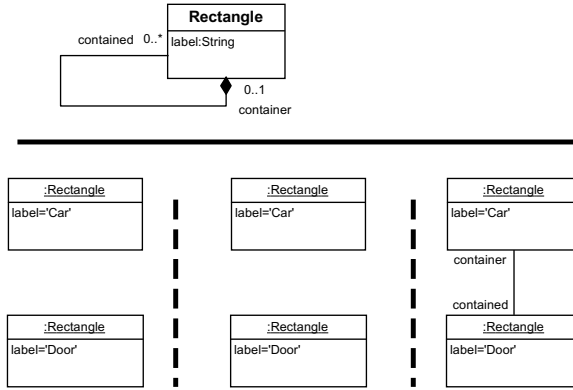 Rectangle
contained 0..* label:String
0..1
container
:Rectangle :Rectangle :Rectangle
label='Car' label='Car' label='Car'
container
contained
:Rectangle :Rectangle :Rectangle
label='Door' label='Door' label='Door'